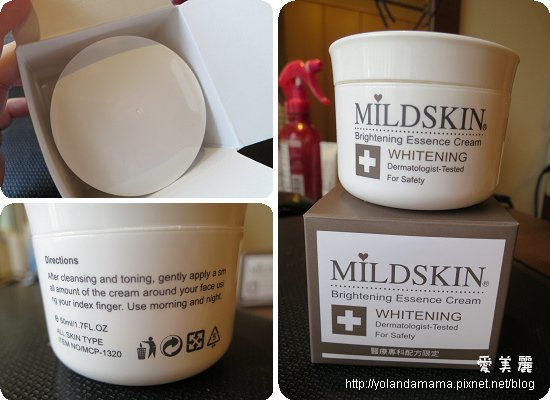 MILDSKIN®
Brightening Essence Cream
WHITENING
Dermatologist-Tested
For Safety
Directions
After cleansing and toning, gently apply a sm
all amount of the cream around your face usi
ng your index finger. Use morning and night.
e 50ml/1.7FL.OZ
ALL SKIN TYPE
ITEM NO/MCP-1320
MILDSKIN®
Brightening Essence Cream
WHITENING
Dermatologist-Tested
For Safety
醫療專科配方限定
愛美麗
http://yolandamama.pixnet.net/blog